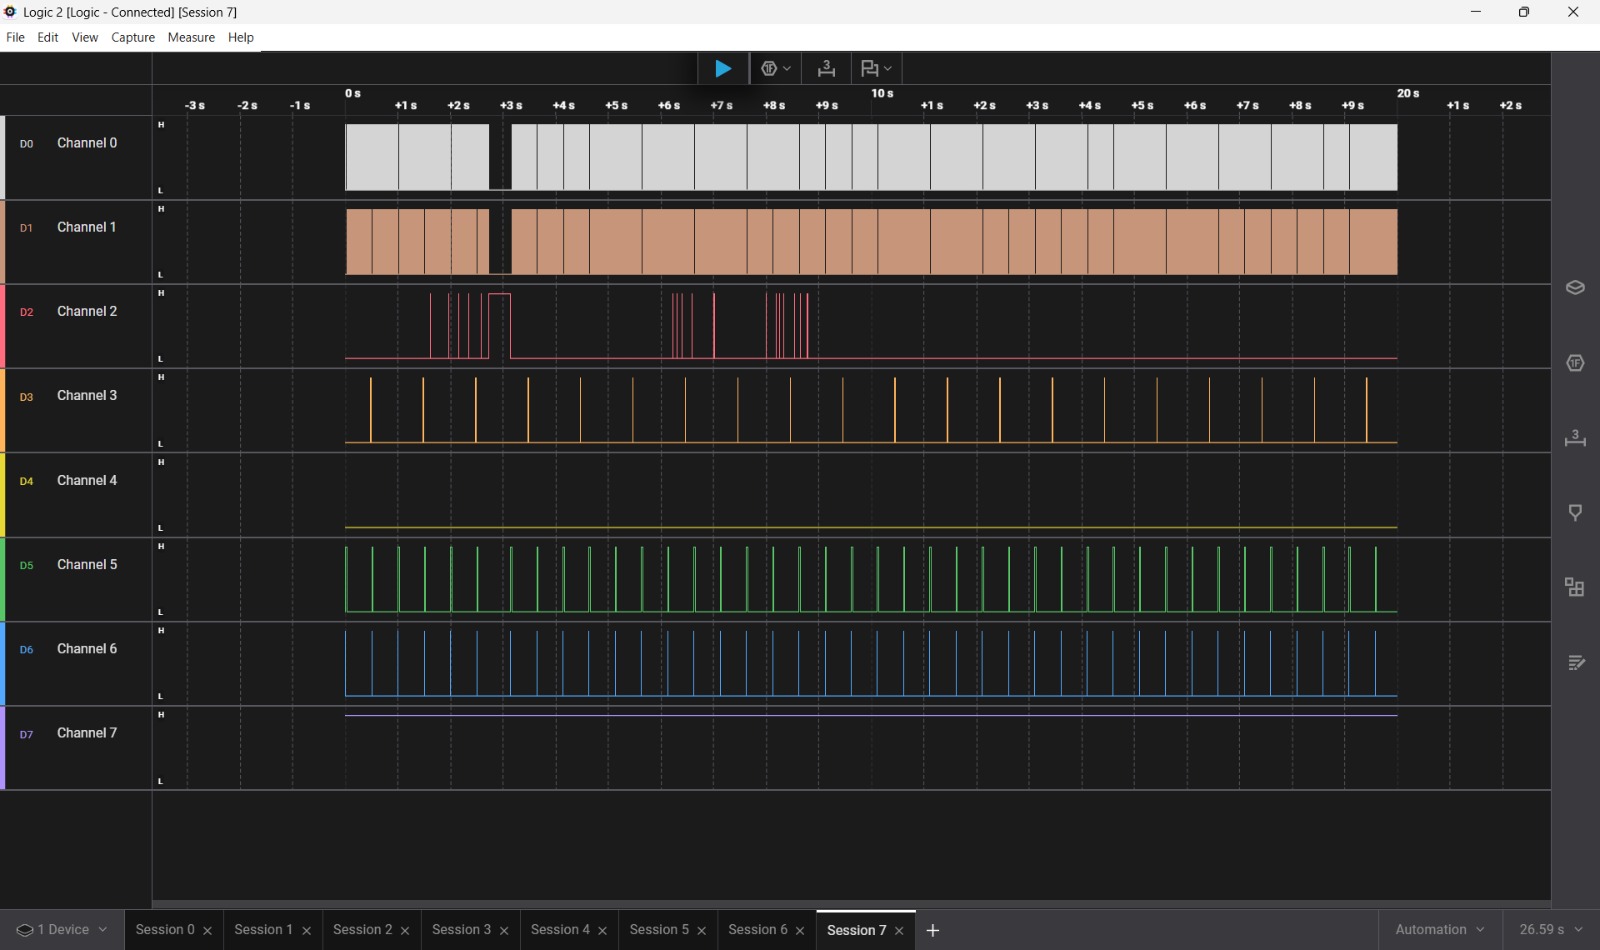 Logic 2 [Logic - Connected] [Session 7]
File Edit View Capture Measure Help
0 s 10 s 20 s
-3 s -2 s -1 s +1 s +2 s +3 s +4 s +5 s +6 s +7 s +8 s +9 s +1 s +2 s +3 s +4 s +5 s +6 s +7 s +8 s +9 s +1 s +2 s
H
D0 Channel 0
L
H
D1 Channel 1
L
H
D2 Channel 2
L
H
D3 Channel 3
L
H
D4 Channel 4
L
H
D5 Channel 5
L
H
D6 Channel 6
L
H
D7 Channel 7
L
1 Device Session 0 Session 1 Session 2 Session 3 Session 4 Session 5 Session 6 Session 7 Automation 26.59 s